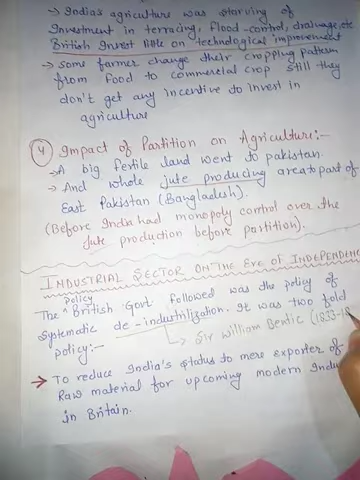 → India's agriculture was starving of
Investment in terracing, flood-control, drainage, etc
British Invest little on technological improvement
→ Some farmer change their cropping pattern
from food to commercial crop still they
don't get any incentive to invest in
agriculture
4 Impact of Partition on Agriculture:-
→ A big fertile land went to pakistan.
→ And whole jute producing area to part of
East Pakistan (Bangladesh).
(Before India had monopoly control over the
Jute production before partition).
INDUSTRIAL SECTOR ON THE EVE OF INDEPENDENC
The policy British Govt. followed was the policy of
Systematic de-industrilization. It was two fold
policy:-
→ Sir William Bentic (1833-18
→ To reduce India's status to mere exporter of
Raw material for upcoming modern Indu
in Britain.